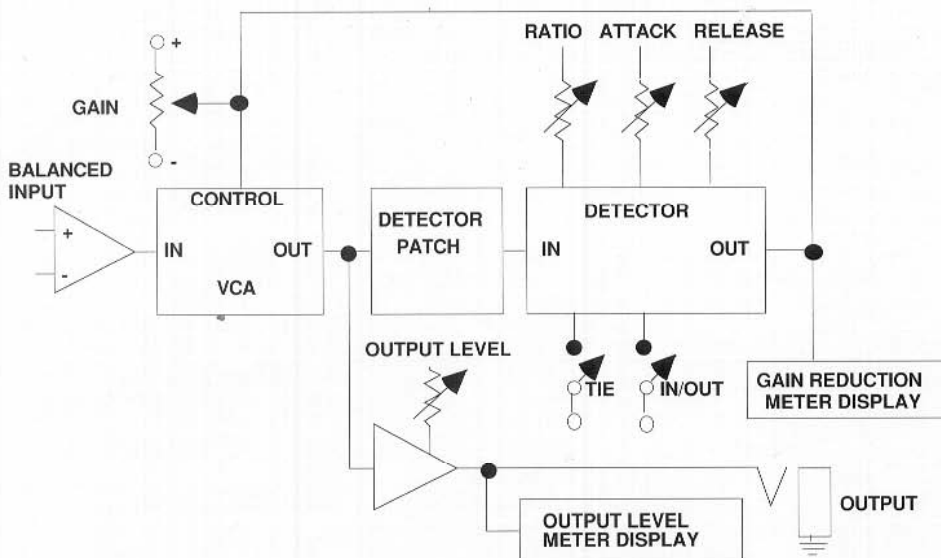 RATIO ATTACK RELEASE
+
GAIN
-
BALANCED
INPUT
+
-
CONTROL
IN OUT
VCA
DETECTOR
PATCH
DETECTOR
IN OUT
OUTPUT LEVEL
TIE IN/OUT
GAIN REDUCTION
METER DISPLAY
OUTPUT
OUTPUT LEVEL
METER DISPLAY